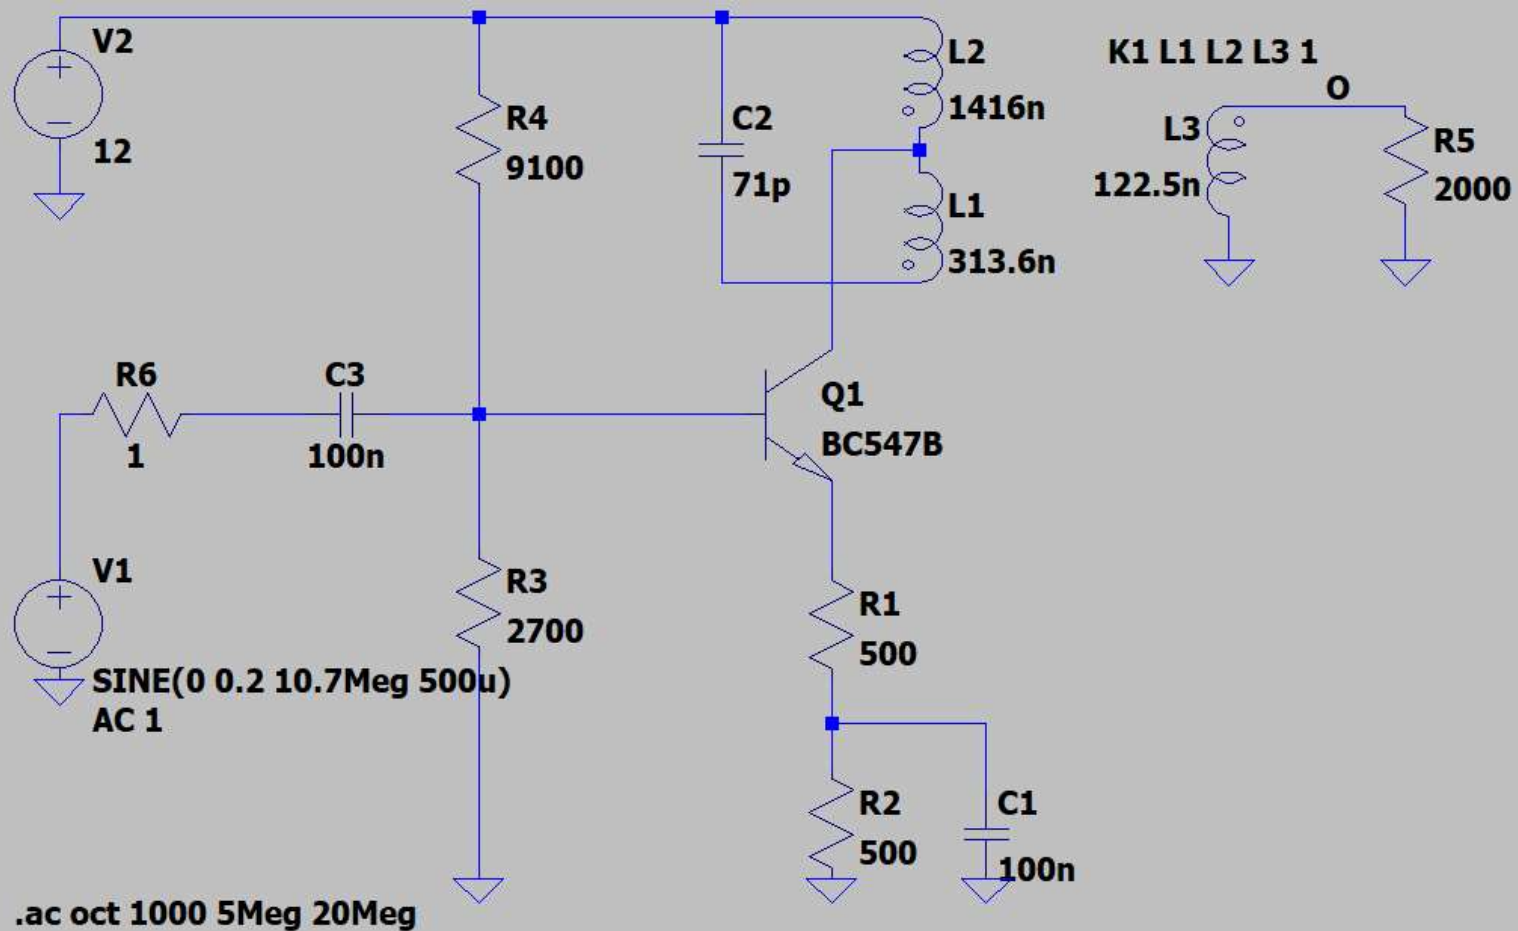 V2
12
R4
9100
C2
71p
L2
1416n
L1
313.6n
K1 L1 L2 L3 1
O
L3
122.5n
R5
2000
R6
1
C3
100n
Q1
BC547B
V1
SINE(0 0.2 10.7Meg 500u)
AC 1
R3
2700
R1
500
R2
500
C1
100n
.ac oct 1000 5Meg 20Meg